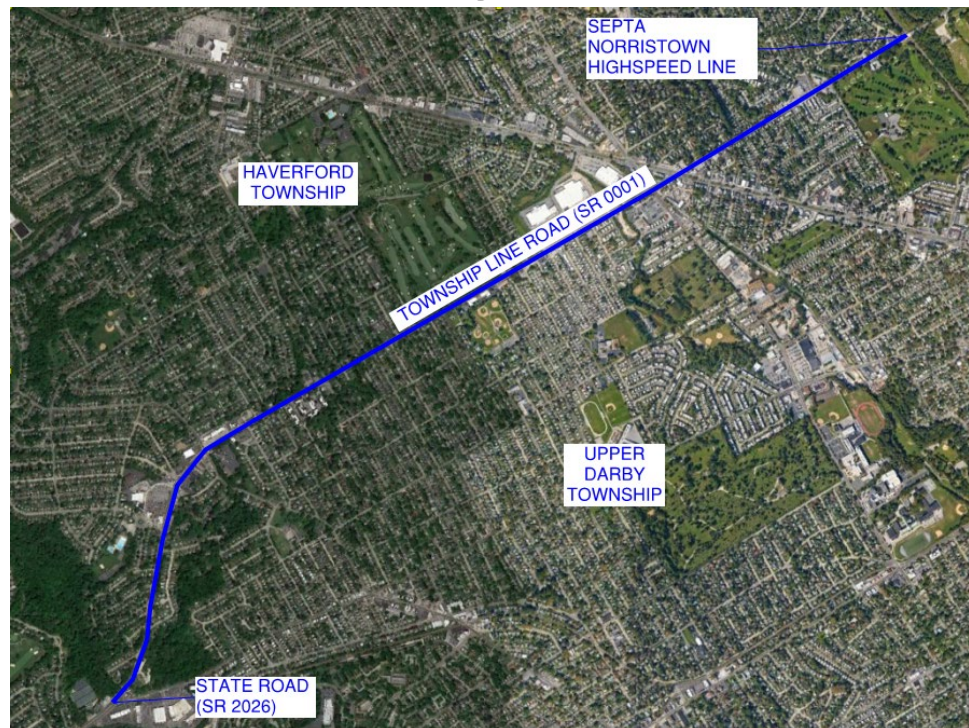 SEPTA
NORRISTOWN
HIGHSPEED LINE
HAVERFORD
TOWNSHIP
TOWNSHIP LINE ROAD (SR 0001)
UPPER
DARBY
TOWNSHIP
STATE ROAD
(SR 2026)